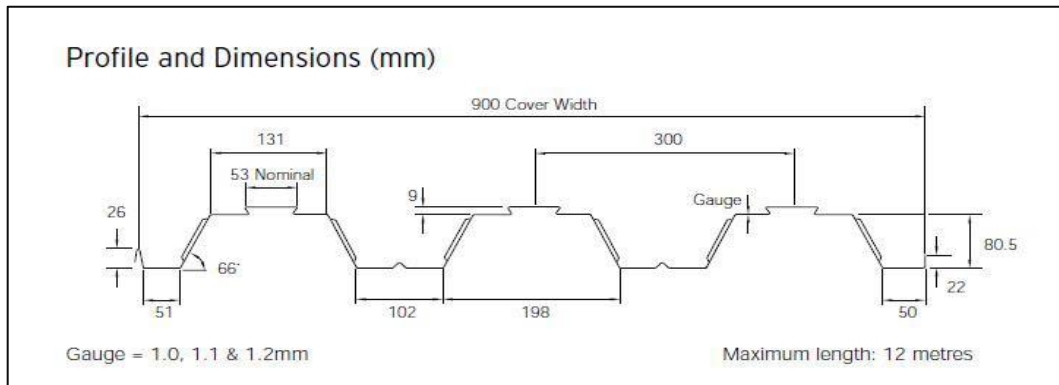 Profile and Dimensions (mm)
900 Cover Width
131
300
53 Nominal
9
Gauge
26
80.5
66°
22
51
102
198
50
Gauge = 1.0, 1.1 & 1.2mm
Maximum length: 12 metres